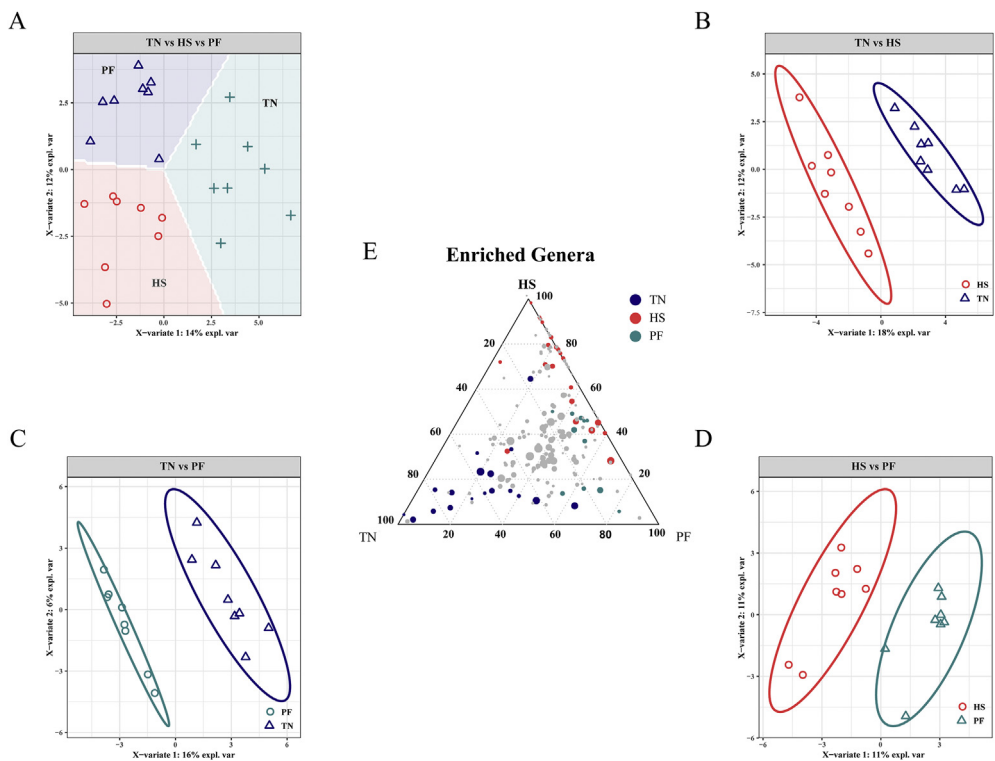 A
TN vs HS vs PF
PF
TN
HS
2.5
0.0
−2.5
−5.0
X−variate 2: 12% expl. var
−2.5
0.0
2.5
5.0
X−variate 1: 14% expl. var
B
TN vs HS
5.0
2.5
0.0
−2.5
−5.0
−7.5
X−variate 2: 12% expl. var
HS
TN
−4
0
4
X−variate 1: 18% expl. var
E
Enriched Genera
HS
100
TN
HS
PF
20
80
40
60
60
40
80
20
100
TN
20
40
60
80
100
PF
C
TN vs PF
6
3
0
−3
−6
X−variate 2: 6% expl. var
PF
TN
−3
0
3
6
X−variate 1: 16% expl. var
D
HS vs PF
6
3
0
−3
−6
X−variate 2: 11% expl. var
HS
PF
−6
−3
0
3
X−variate 1: 11% expl. var